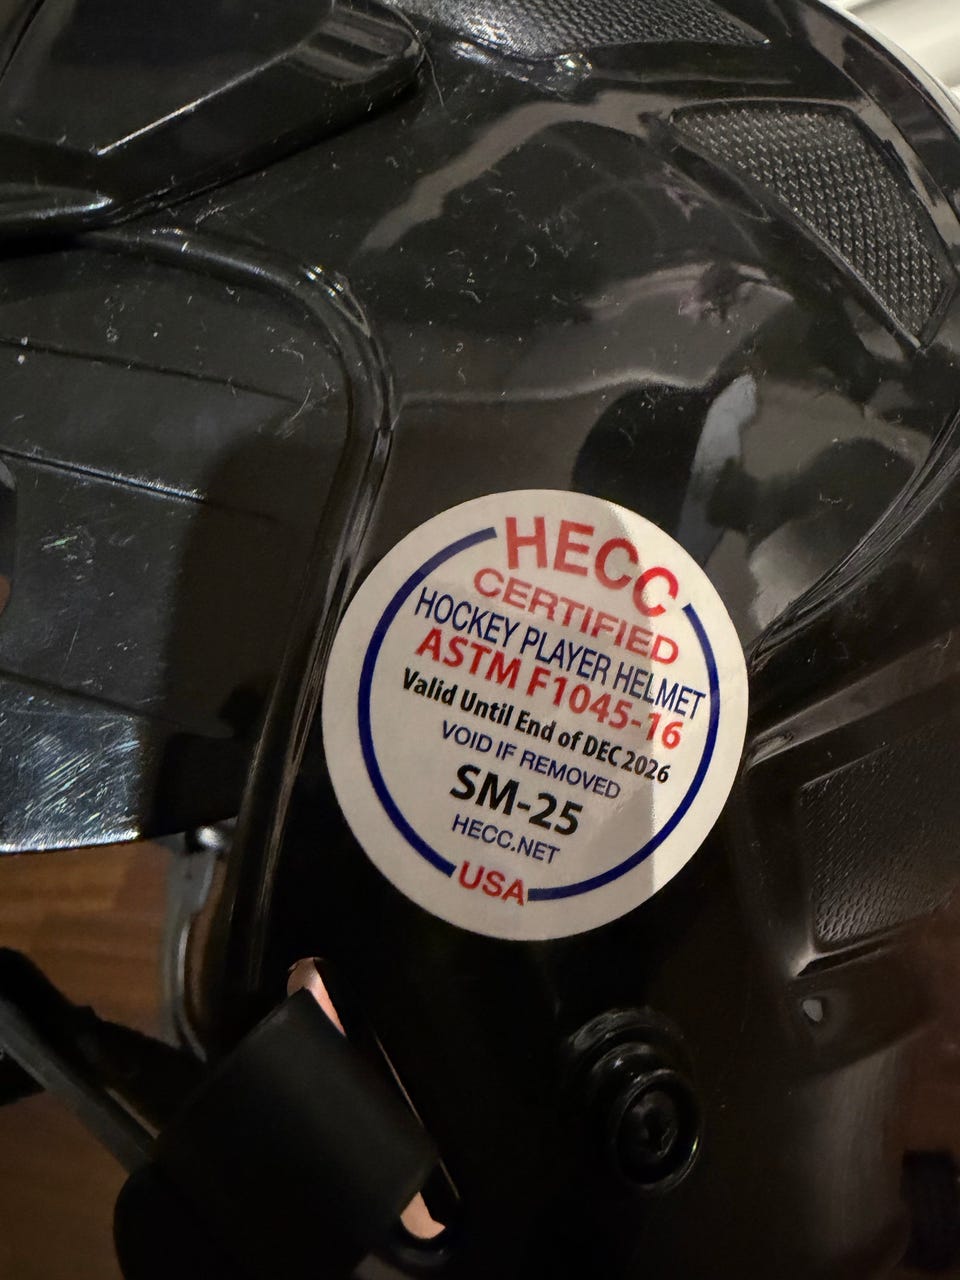 HECC
CERTIFIED
HOCKEY PLAYER HELMET
ASTM F1045-16
Valid Until End of DEC 2026
VOID IF REMOVED
SM-25
HECC.NET
USA